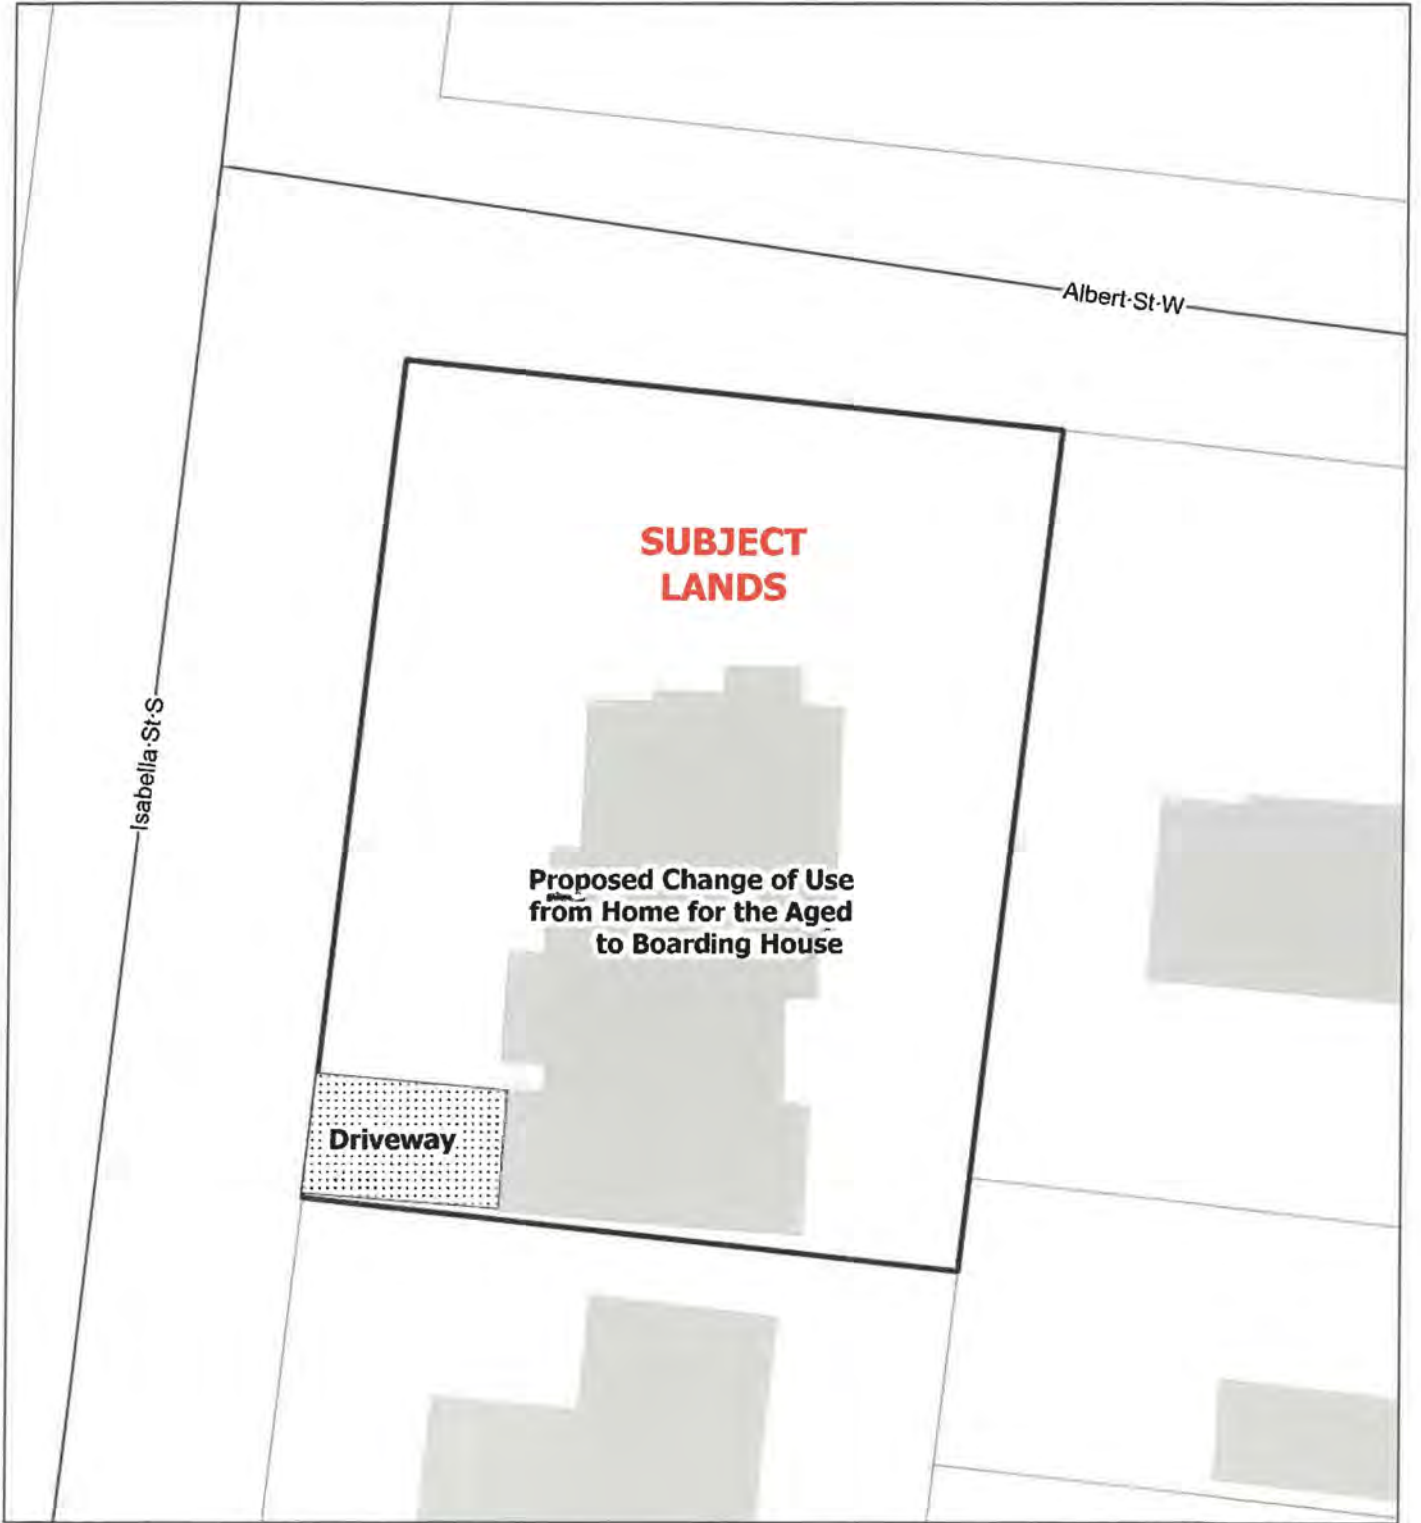 Albert St W
SUBJECT
LANDS
Isabella St S
Proposed Change of Use
from Home for the Aged
to Boarding House
Driveway